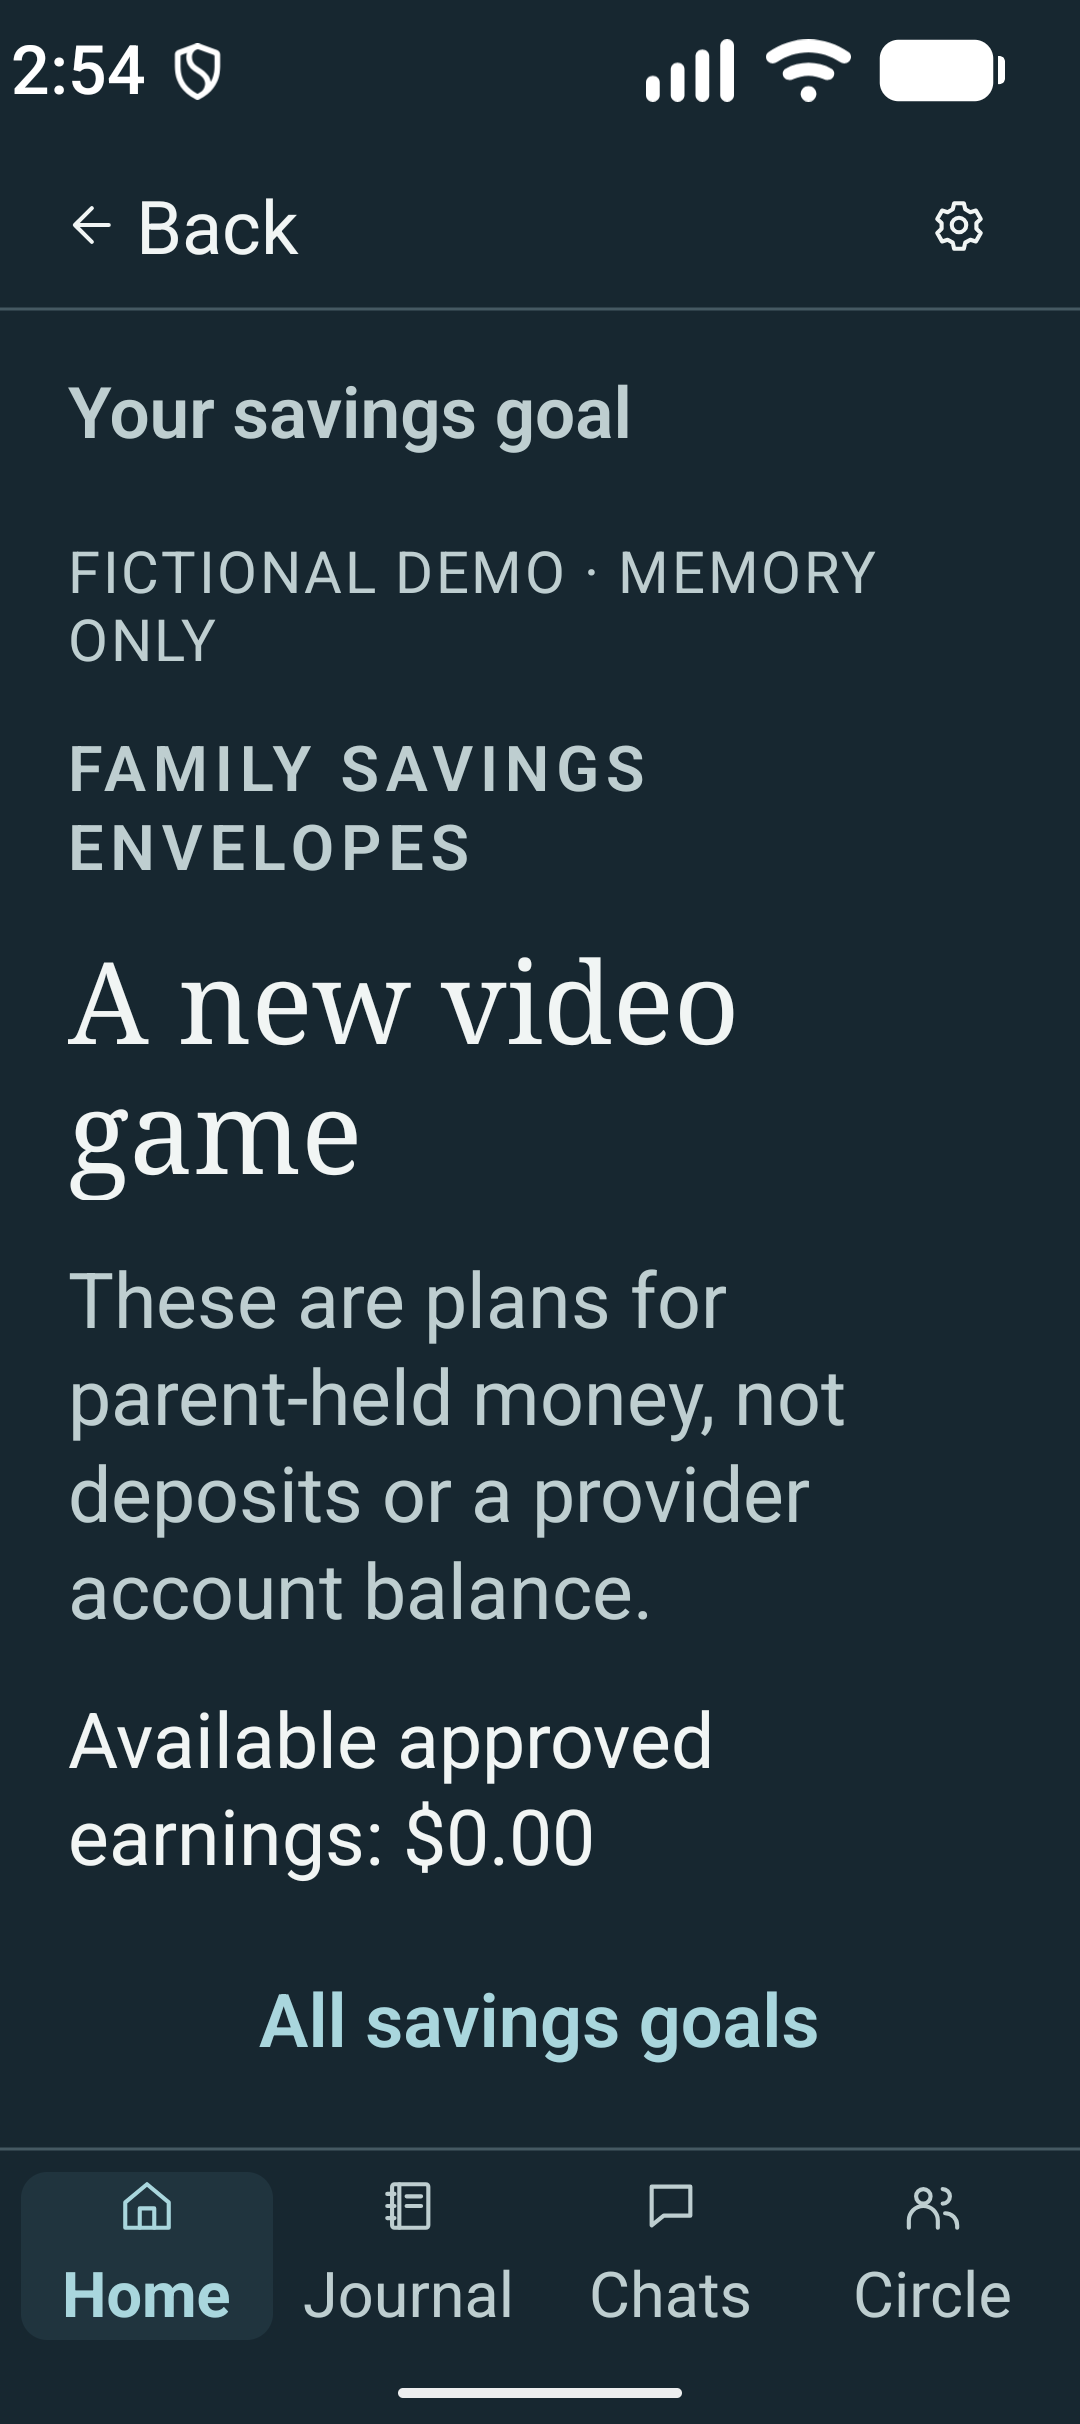 2:54
Back
Your savings goal
FICTIONAL DEMO · MEMORY
ONLY
FAMILY SAVINGS
ENVELOPES
A new video
game
These are plans for
parent-held money, not
deposits or a provider
account balance.
Available approved
earnings: $0.00
All savings goals
Home
Journal
Chats
Circle